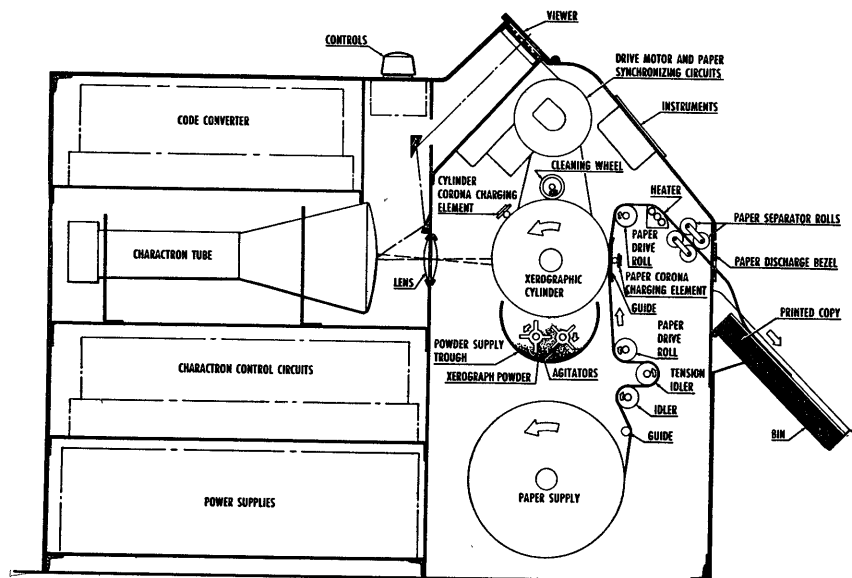 VIEWER
CONTROLS
DRIVE MOTOR AND PAPER
SYNCHRONIZING CIRCUITS
CODE CONVERTER
INSTRUMENTS
CLEANING WHEEL
CYLINDER
CORONA CHARGING
ELEMENT
HEATER
PAPER SEPARATOR ROLLS
PAPER
DRIVE
ROLL
CHARACTRON TUBE
LENS
XEROGRAPHIC
CYLINDER
PAPER DISCHARGE BEZEL
PAPER CORONA
CHARGING ELEMENT
GUIDE
PRINTED COPY
POWDER SUPPLY
TROUGH
XEROGRAPH POWDER
AGITATORS
PAPER
DRIVE
ROLL
CHARACTRON CONTROL CIRCUITS
TENSION
IDLER
IDLER
GUIDE
BIN
POWER SUPPLIES
PAPER SUPPLY